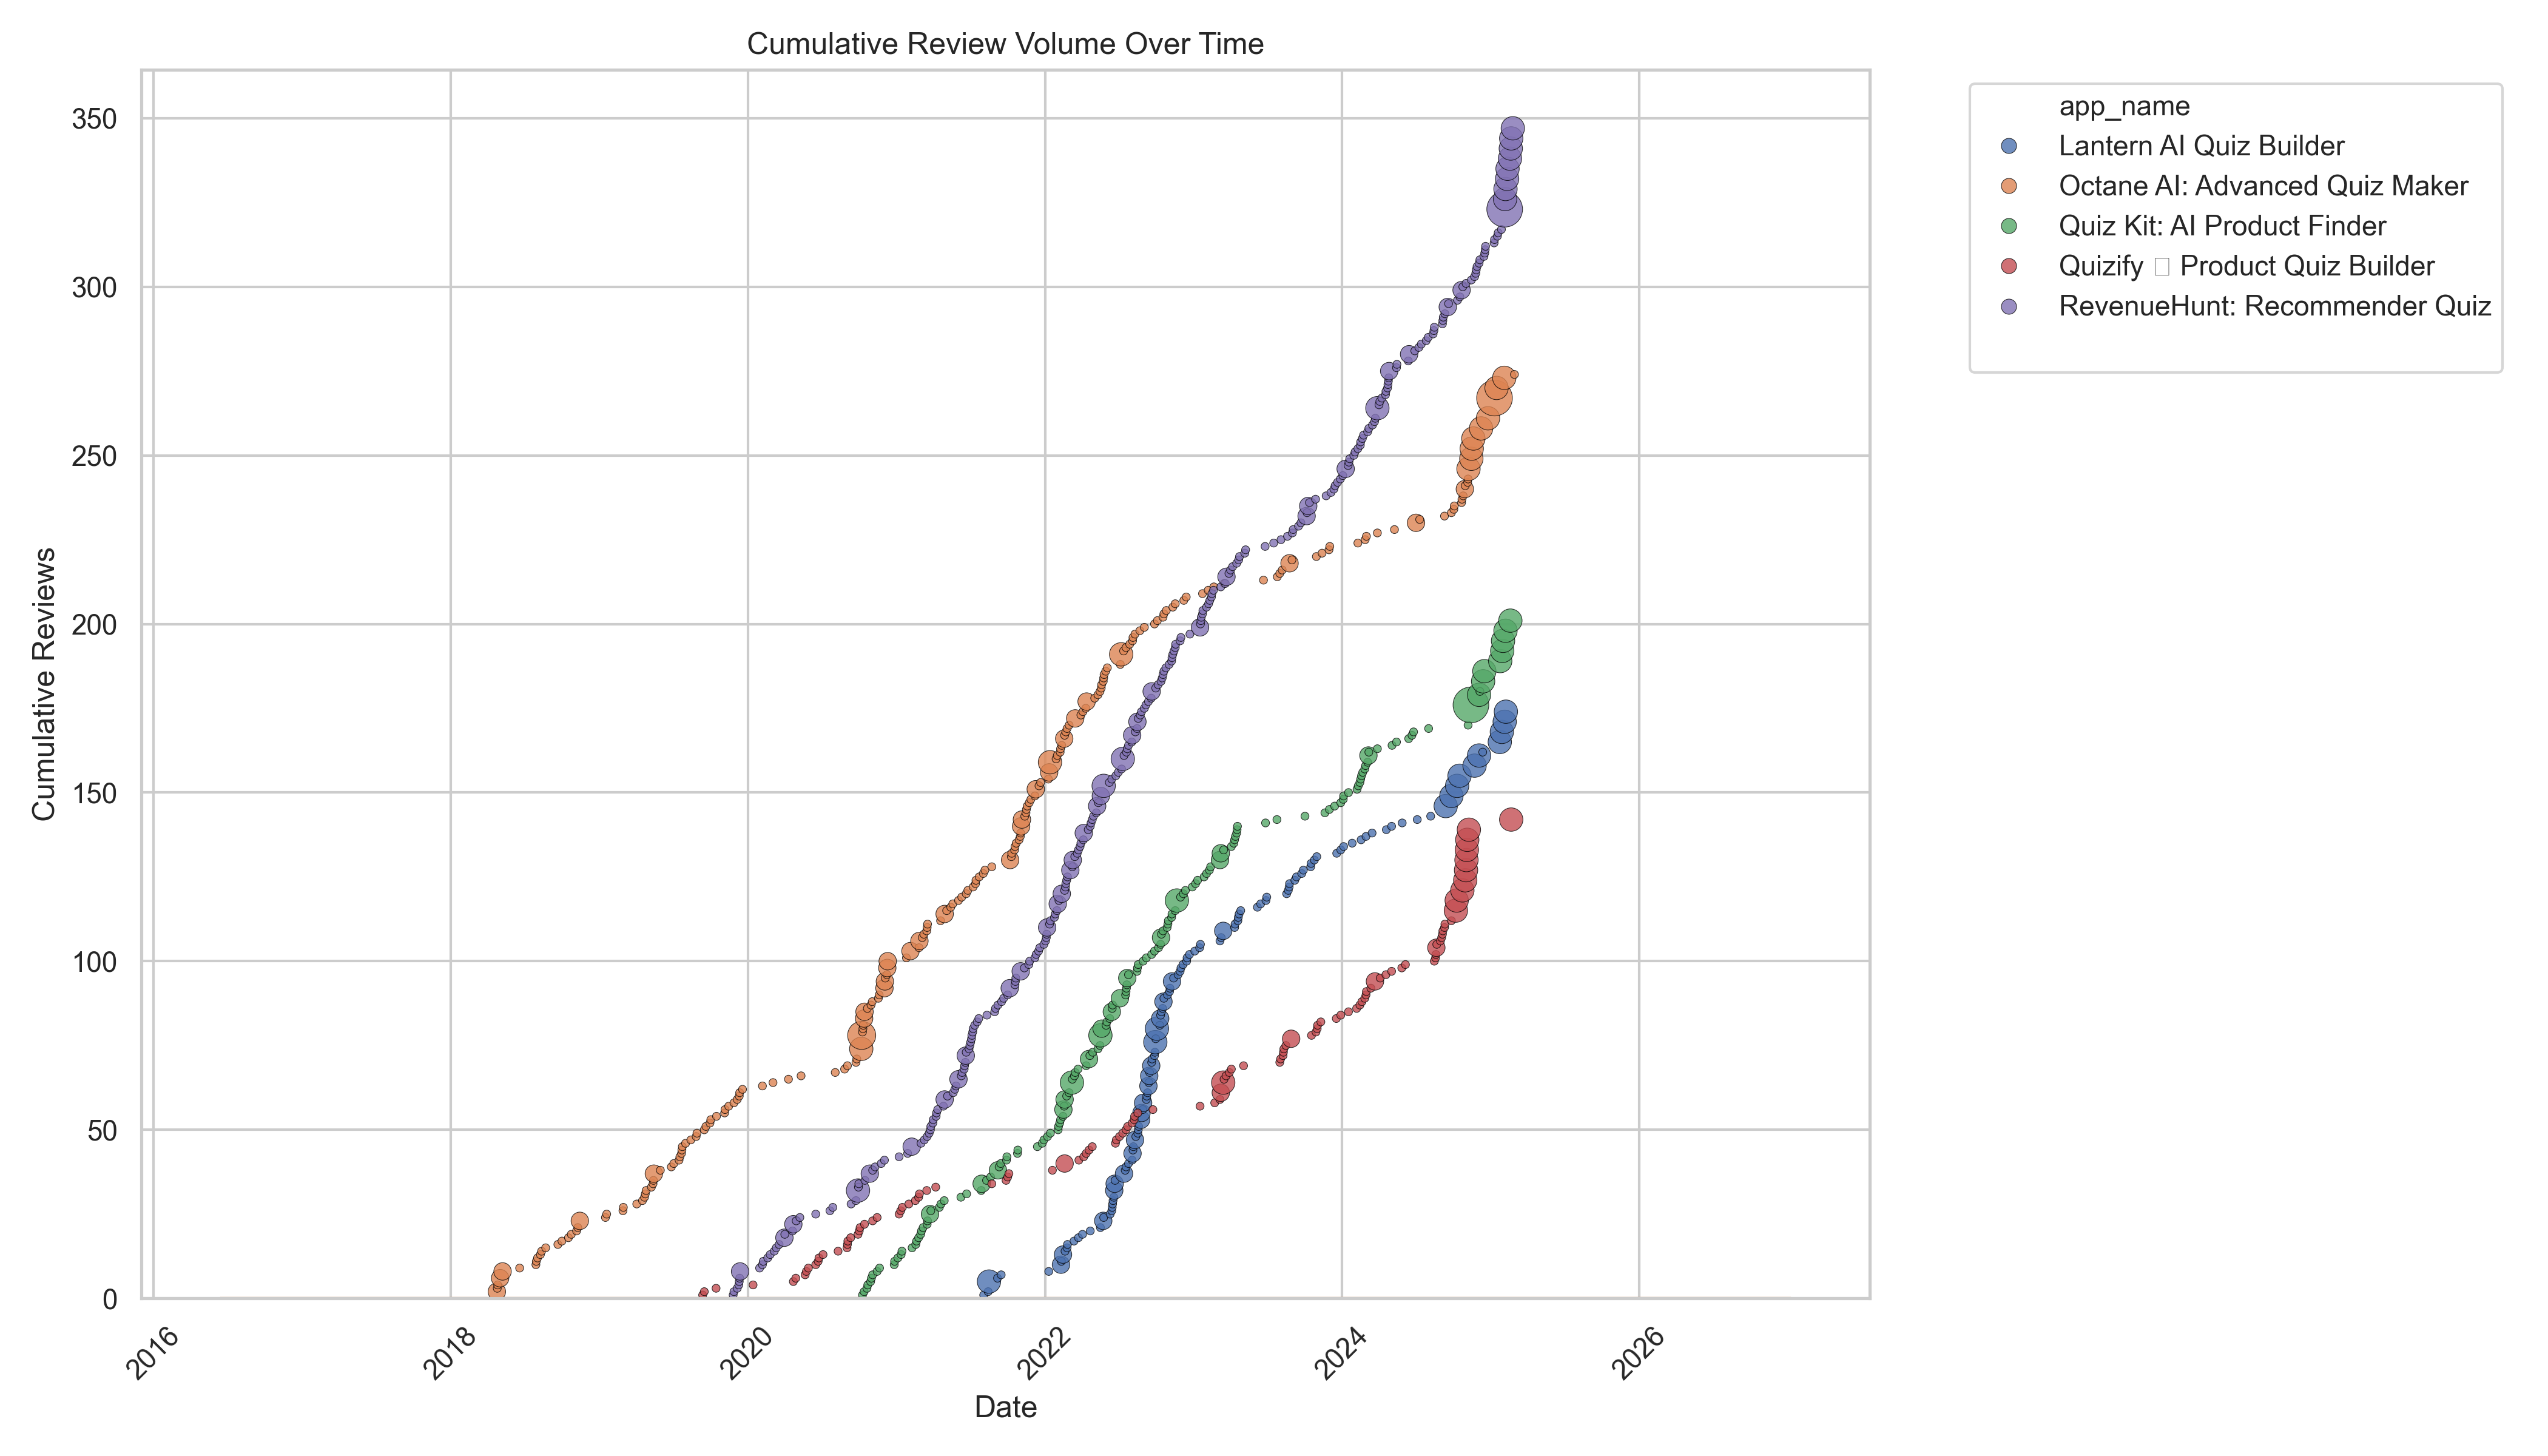 Cumulative Review Volume Over Time
350
300
250
200
150
100
50
0
Cumulative Reviews
2016
2018
2020
2022
2024
2026
Date
app_name
Lantern AI Quiz Builder
Octane AI: Advanced Quiz Maker
Quiz Kit: AI Product Finder
Quizify □ Product Quiz Builder
RevenueHunt: Recommender Quiz